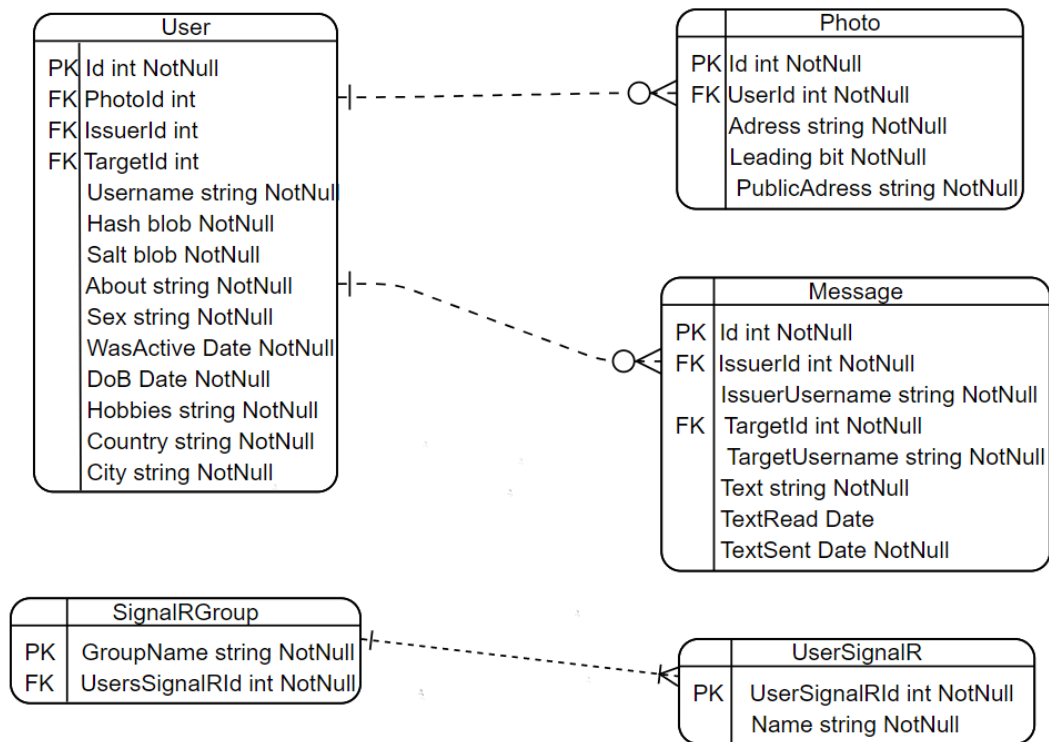 User
PK Id int NotNull
FK PhotoId int
FK IssuerId int
FK TargetId int
Username string NotNull
Hash blob NotNull
Salt blob NotNull
About string NotNull
Sex string NotNull
WasActive Date NotNull
DoB Date NotNull
Hobbies string NotNull
Country string NotNull
City string NotNull
Photo
PK Id int NotNull
FK UserId int NotNull
Adress string NotNull
Leading bit NotNull
PublicAdress string NotNull
Message
PK Id int NotNull
FK IssuerId int NotNull
IssuerUsername string NotNull
FK TargetId int NotNull
TargetUsername string NotNull
Text string NotNull
TextRead Date
TextSent Date NotNull
SignalRGroup
PK GroupName string NotNull
FK UsersSignalRId int NotNull
UserSignalR
PK UserSignalRId int NotNull
Name string NotNull